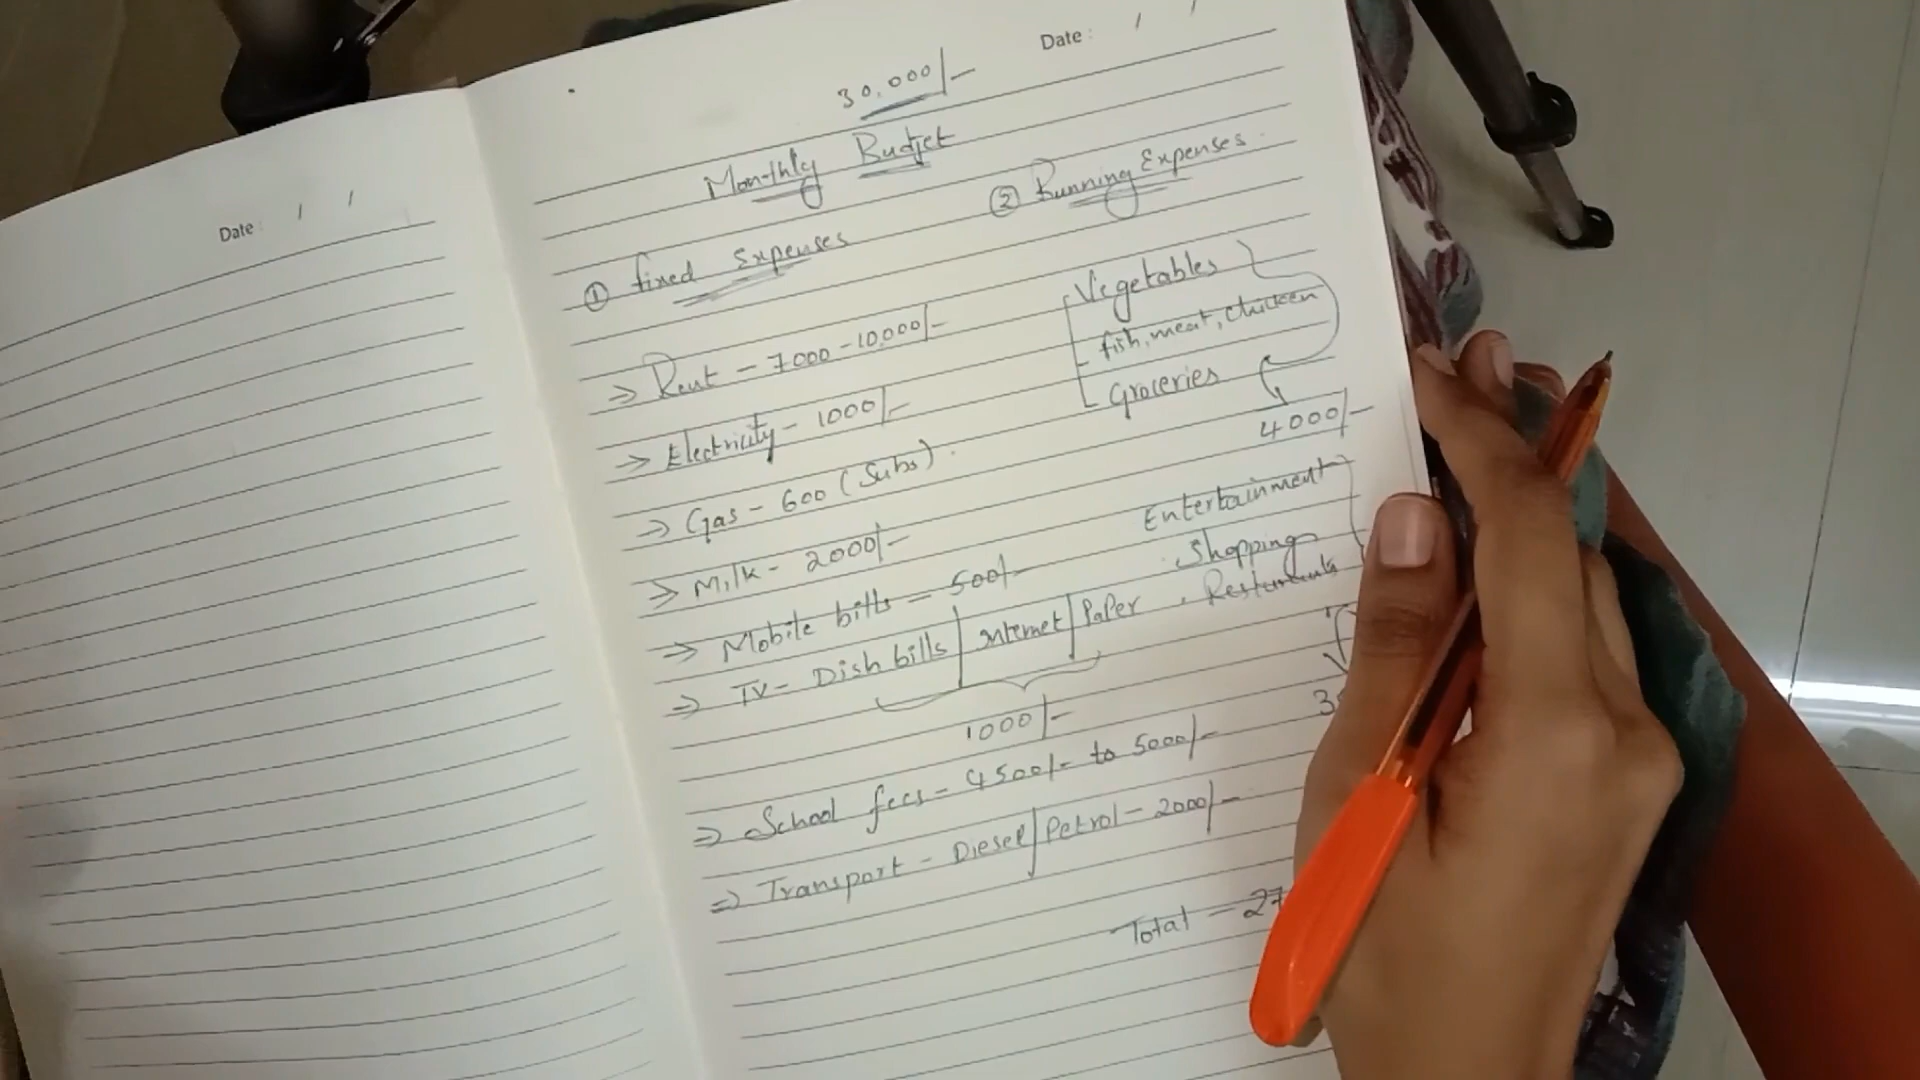 Date : / /
Date : / /
30,000/-
Monthly Budjet
① fixed Expenses
⇒ Rent - 7000 - 10,000/-
⇒ Electricity - 1000/-
⇒ Gas - 600 (Subs).
⇒ Milk - 2000/-
⇒ Mobile bills - 500/-
⇒ TV - Dish bills / internet / Paper
1000/-
⇒ School fees - 4500/- to 5000/-
⇒ Transport - Diesel / Petrol - 2000/-
② Running Expenses.
Vegetables
fish, meat, chicken
Groceries
4000/-
Entertainment
Shopping
Total - 27